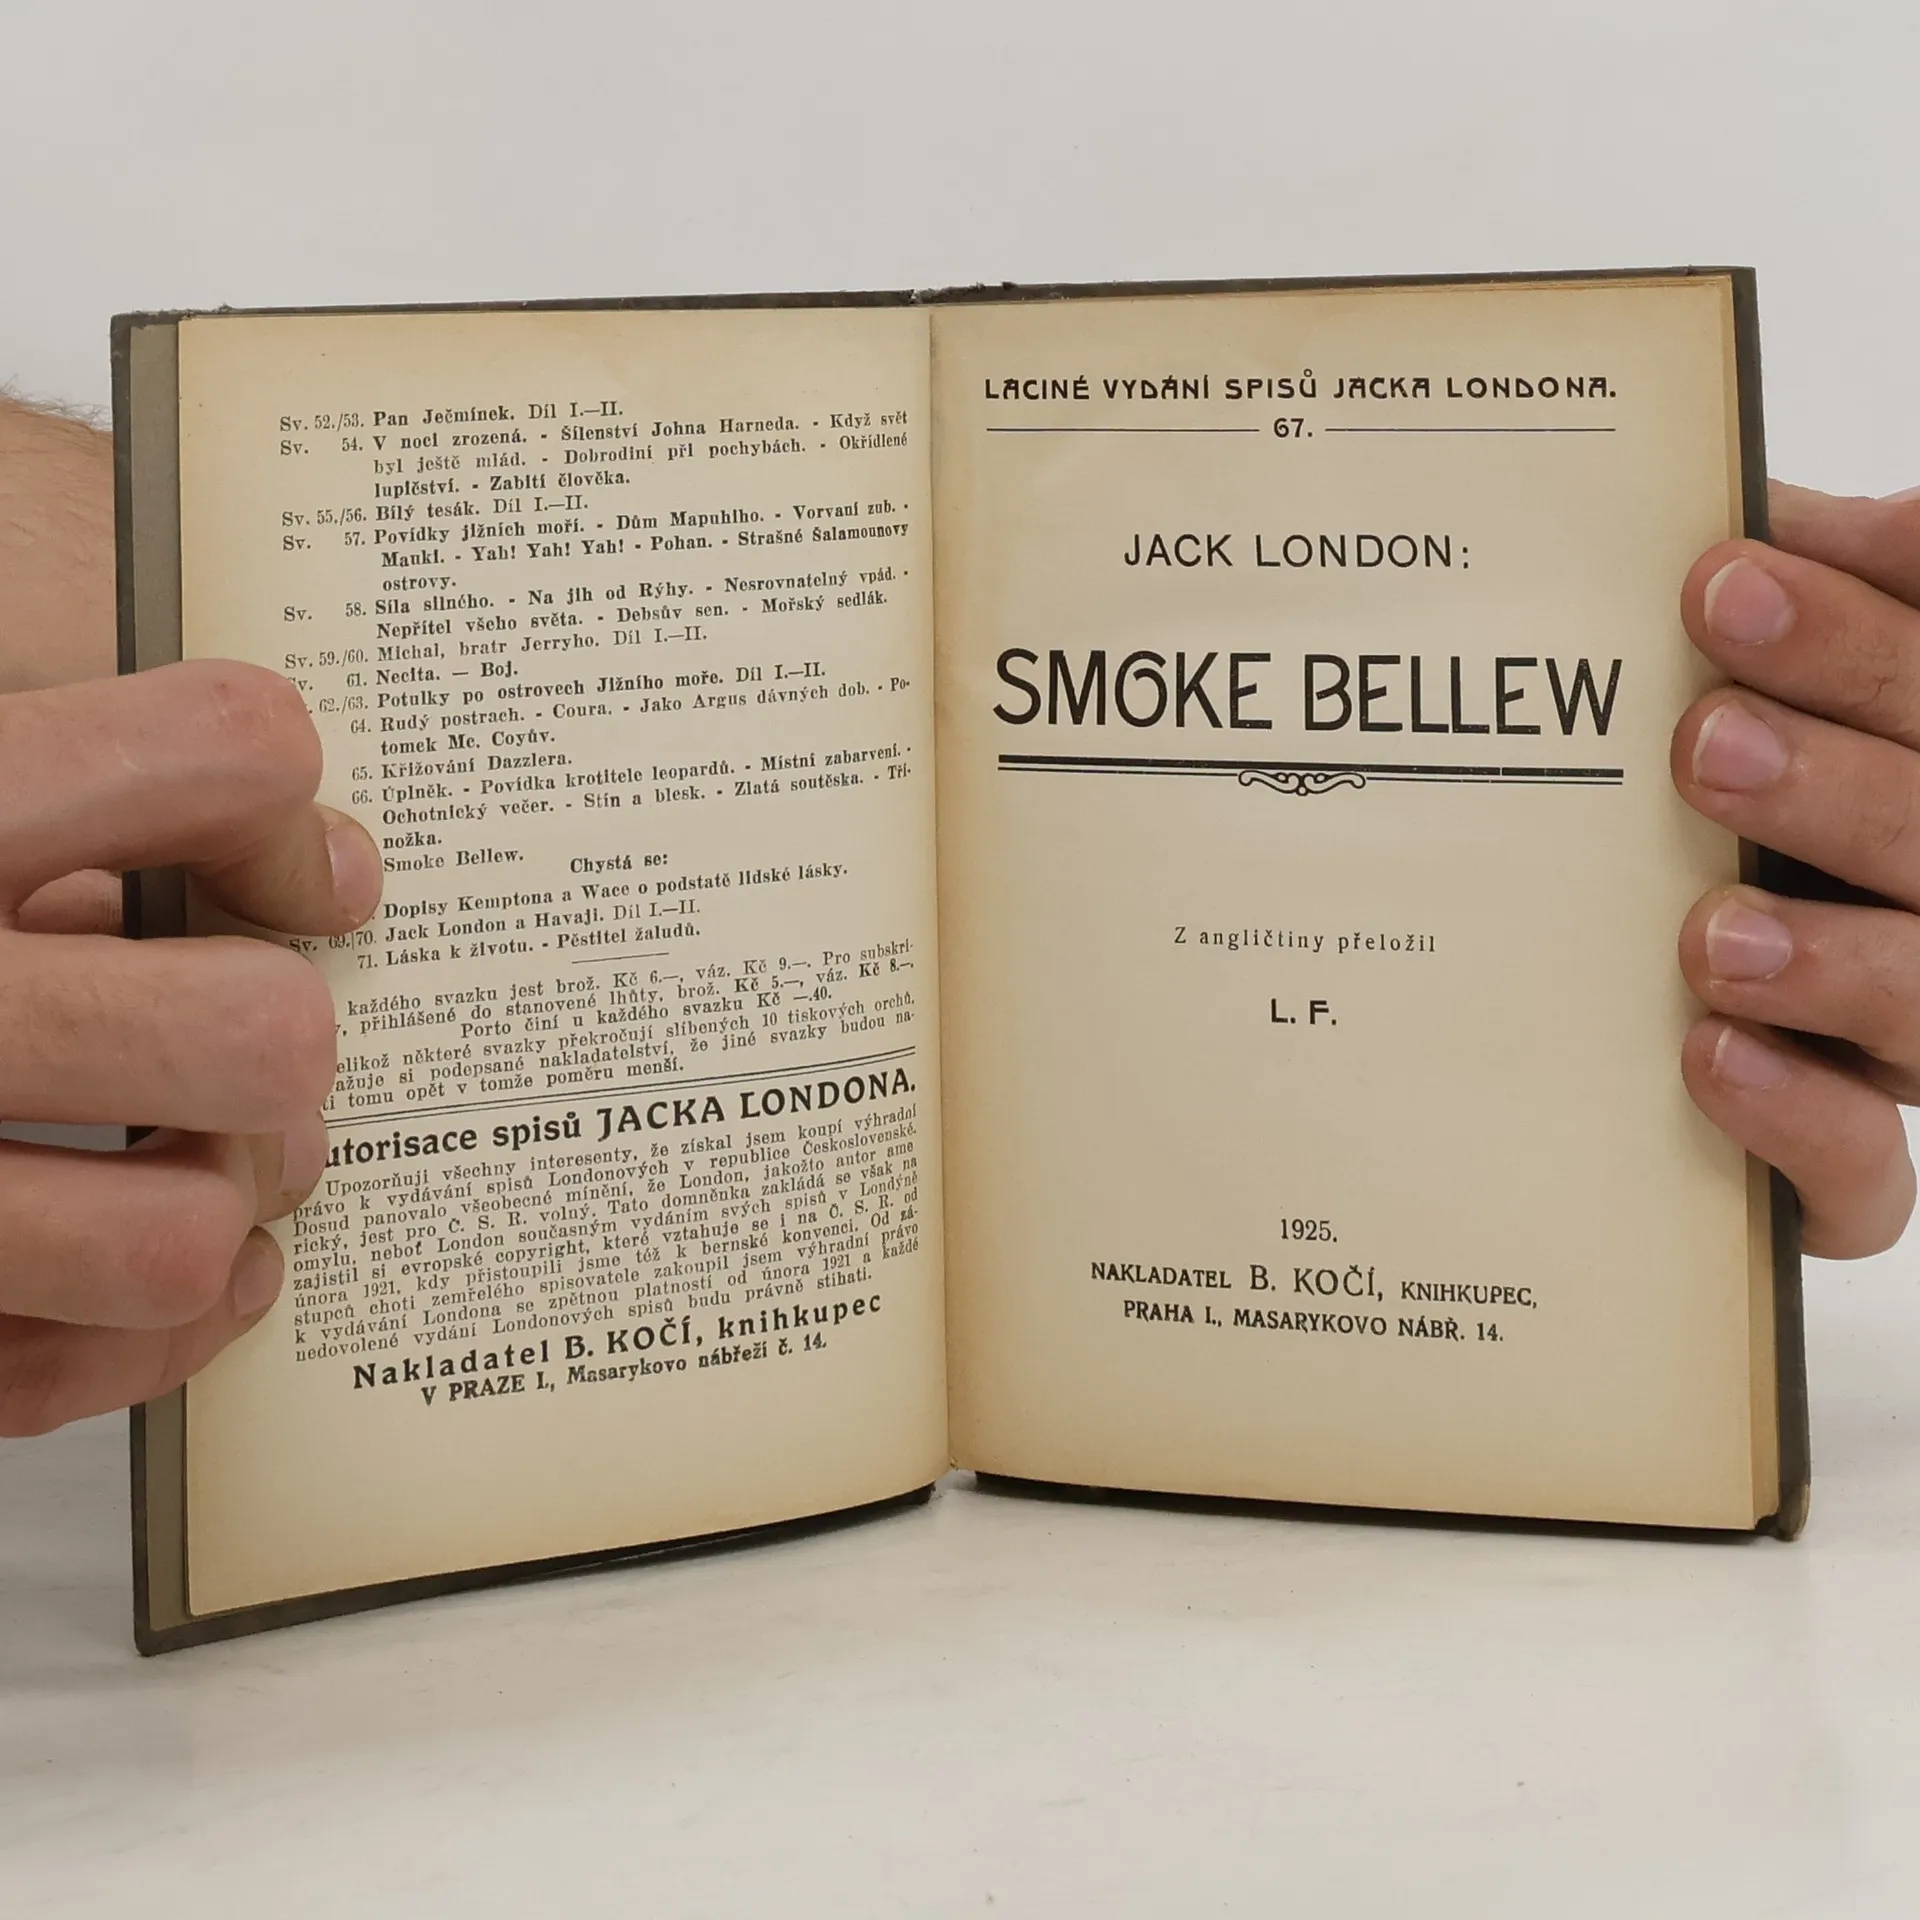 Sv. 52./53. Pan Ječmínek. Díl I.—II.
Sv. 54. V noci zrozená. - Šílenství Johna Harneda. - Když svět
byl ještě mlád. - Dobrodiní při pochybách. - Okřídlené
lupičství. - Zabití člověka.
Sv. 55./56. Bílý tesák. Díl I.—II.
Sv. 57. Povídky jižních moří. - Dům Mapuhiho. - Vorvaní zub. -
Mauki. - Yah! Yah! Yah! - Pohan. - Strašné Šalamounovy
ostrovy.
Sv. 58. Síla silného. - Na jih od Rýhy. - Nesrovnatelný vpád. -
Nepřítel všeho světa. - Debsův sen. - Mořský sedlák.
Sv. 59./60. Michal, bratr Jerryho. Díl I.—II.
v. 61. Necita. — Boj.
. 62./63. Potulky po ostrovech Jižního moře. Díl I.—II.
64. Rudý postrach. - Coura. - Jako Argus dávných dob. - Po-
tomek Mc. Coyův.
65. Křižování Dazzlera.
66. Úplněk. - Povídka krotitele leopardů. - Místní zabarvení. -
Ochotnický večer. - Stín a blesk. - Zlatá soutěska. - Tří-
nožka.
Smoke Bellew.
Chystá se:
. Dopisy Kemptona a Wace o podstatě lidské lásky.
Sv. 69.|70. Jack London a Havaji. Díl I.—II.
71. Láska k životu. - Pěstitel žaludů.
každého svazku jest brož. Kč 6.—, váz. Kč 9.—. Pro subskri-
, přihlášené do stanovené lhůty, brož. Kč 5.—, váz. Kč 8.—.
Porto činí u každého svazku Kč —.40.
elikož některé svazky překročují slíbených 10 tiskových archů,
ažuje si podepsané nakladatelství, že jiné svazky budou na-
ti tomu opět v tomže poměru menší.
utorisace spisů JACKA LONDONA.
Upozorňuji všechny interesenty, že získal jsem koupí výhradní
právo k vydávání spisů Londonových v republice Československé.
Dosud panovalo všeobecné mínění, že London, jakožto autor ame
rický, jest pro Č. S. R. volný. Tato domněnka zakládá se však na
omylu, neboť London současným vydáním svých spisů v Londýně
zajistil si evropské copyright, které vztahuje se i na Č. S. R. od
února 1921, kdy přistoupili jsme též k bernské konvenci. Od zá-
stupců choti zemřelého spisovatele zakoupil jsem výhradní právo
k vydávání Londona se zpětnou platností od února 1921 a každé
nedovolené vydání Londonových spisů budu právně stíhati.
Nakladatel B. KOČÍ, knihkupec
V PRAZE I., Masarykovo nábřeží č. 14.
LACINÉ VYDÁNÍ SPISŮ JACKA LONDONA.
67.
JACK LONDON:
SMOKE BELLEW
Z angličtiny přeložil
L. F.
1925.
NAKLADATEL B. KOČÍ, KNIHKUPEC,
PRAHA I., MASARYKOVO NÁBŘ. 14.